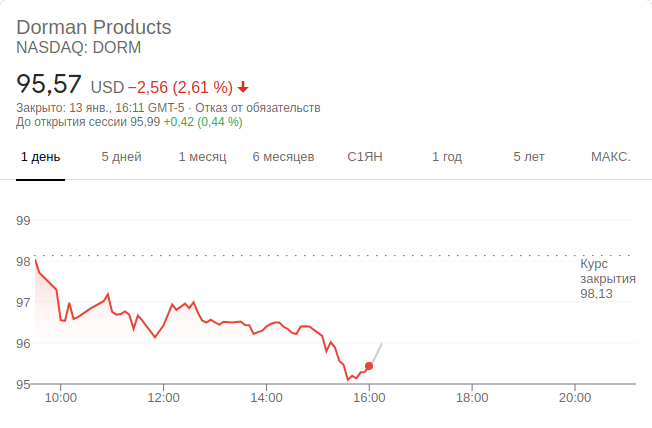 Dorman Products
NASDAQ: DORM
95,57 USD −2,56 (2,61 %)
Закрыто: 13 янв., 16:11 GMT-5 · Отказ от обязательств
До открытия сессии 95,99 +0,42 (0,44 %)
1 день 5 дней 1 месяц 6 месяцев С1ЯН 1 год 5 лет МАКС.
99
98
Курс
закрытия
98,13
97
96
95
10:00 12:00 14:00 16:00 18:00 20:00